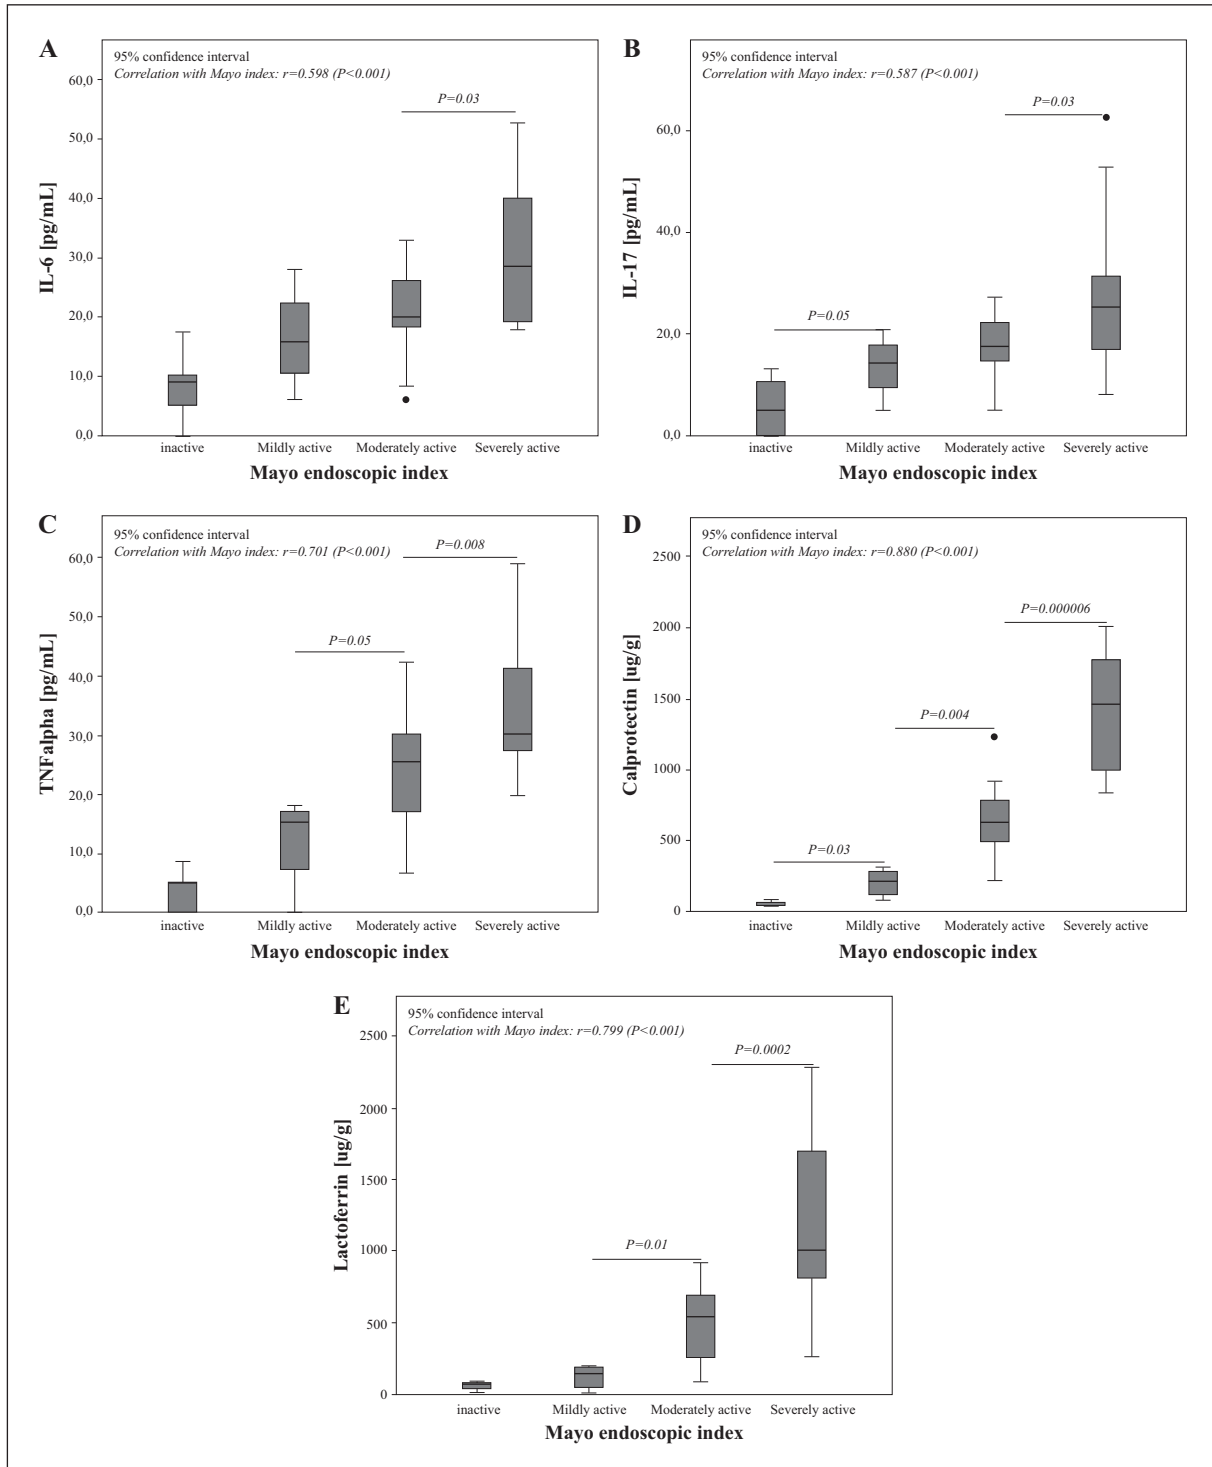 A
95% confidence interval
Correlation with Mayo index: r=0.598 (P<0.001)
P=0.03
60,0
50,0
40,0
30,0
20,0
10,0
0,0
IL-6 [pg/mL]
inactive Mildly active Moderately active Severely active
Mayo endoscopic index
B
95% confidence interval
Correlation with Mayo index: r=0.587 (P<0.001)
P=0.03
P=0.05
60,0
40,0
20,0
0,0
IL-17 [pg/mL]
inactive Mildly active Moderately active Severely active
Mayo endoscopic index
C
95% confidence interval
Correlation with Mayo index: r=0.701 (P<0.001)
P=0.008
P=0.05
60,0
50,0
40,0
30,0
20,0
10,0
0,0
TNFalpha [pg/mL]
inactive Mildly active Moderately active Severely active
Mayo endoscopic index
D
95% confidence interval
Correlation with Mayo index: r=0.880 (P<0.001)
P=0.000006
P=0.004
P=0.03
2500
2000
1500
1000
500
0
Calprotectin [ug/g]
inactive Mildly active Moderately active Severely active
Mayo endoscopic index
E
95% confidence interval
Correlation with Mayo index: r=0.799 (P<0.001)
P=0.0002
P=0.01
2500
2000
1500
1000
500
0
Lactoferrin [ug/g]
inactive Mildly active Moderately active Severely active
Mayo endoscopic index